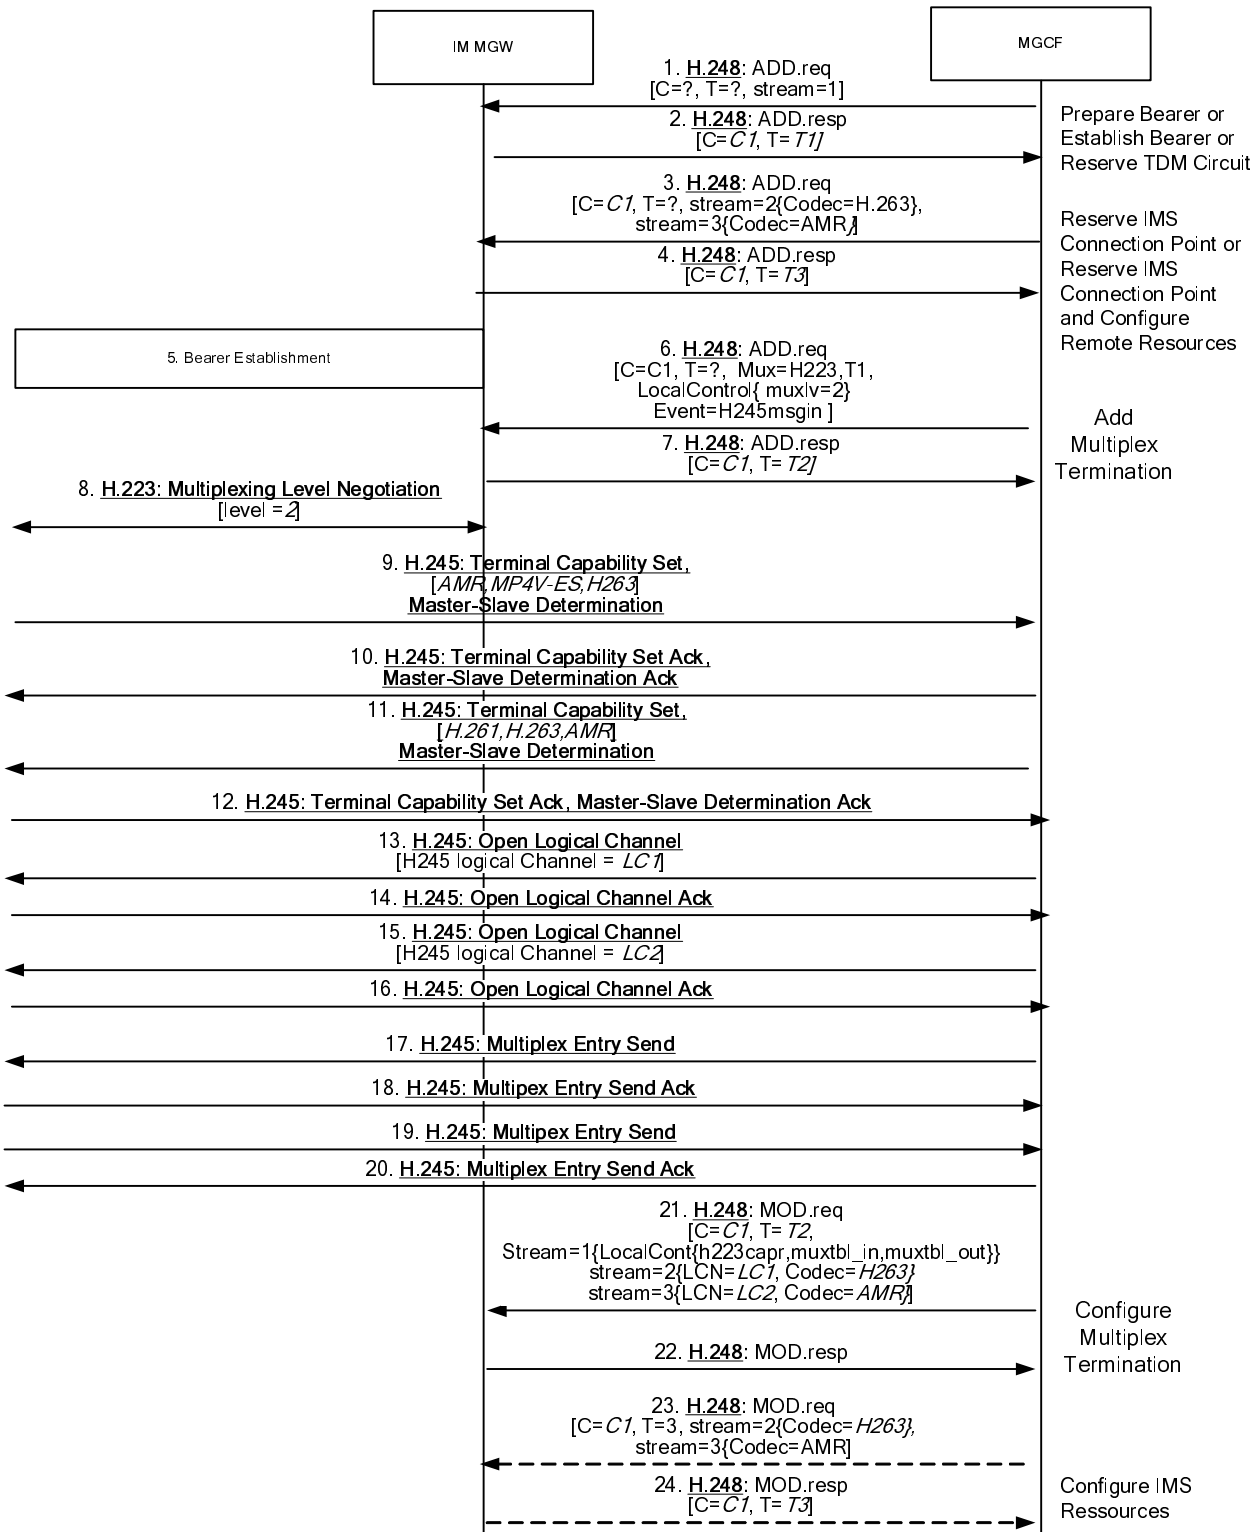 IM MGW
MGCF
1. H.248: ADD.req
[C=?, T=?, stream=1]
2. H.248: ADD.resp
[C=C1, T=T1]
Prepare Bearer or
Establish Bearer or
Reserve TDM Circuit
3. H.248: ADD.req
[C=C1, T=?, stream=2{Codec=H.263},
stream=3{Codec=AMR}]
4. H.248: ADD.resp
[C=C1, T=T3]
Reserve IMS
Connection Point or
Reserve IMS
Connection Point
and Configure
Remote Resources
5. Bearer Establishment
6. H.248: ADD.req
[C=C1, T=?, Mux=H223,T1,
LocalControl{ muxlv=2}
Event=H245msgin ]
7. H.248: ADD.resp
[C=C1, T=T2]
Add
Multiplex
Termination
8. H.223: Multiplexing Level Negotiation
[level =2]
9. H.245: Terminal Capability Set,
[AMR,MP4V-ES,H263]
Master-Slave Determination
10. H.245: Terminal Capability Set Ack,
Master-Slave Determination Ack
11. H.245: Terminal Capability Set,
[H.261,H.263,AMR]
Master-Slave Determination
12. H.245: Terminal Capability Set Ack, Master-Slave Determination Ack
13. H.245: Open Logical Channel
[H245 logical Channel = LC1]
14. H.245: Open Logical Channel Ack
15. H.245: Open Logical Channel
[H245 logical Channel = LC2]
16. H.245: Open Logical Channel Ack
17. H.245: Multiplex Entry Send
18. H.245: Multipex Entry Send Ack
19. H.245: Multipex Entry Send
20. H.245: Multiplex Entry Send Ack
21. H.248: MOD.req
[C=C1, T=T2,
Stream=1{LocalCont{h223capr,muxtbl_in,muxtbl_out}}
stream=2{LCN=LC1, Codec=H263}
stream=3{LCN=LC2, Codec=AMR}]
22. H.248: MOD.resp
Configure
Multiplex
Termination
23. H.248: MOD.req
[C=C1, T=3, stream=2{Codec=H263},
stream=3{Codec=AMR]
24. H.248: MOD.resp
[C=C1, T=T3]
Configure IMS
Ressources